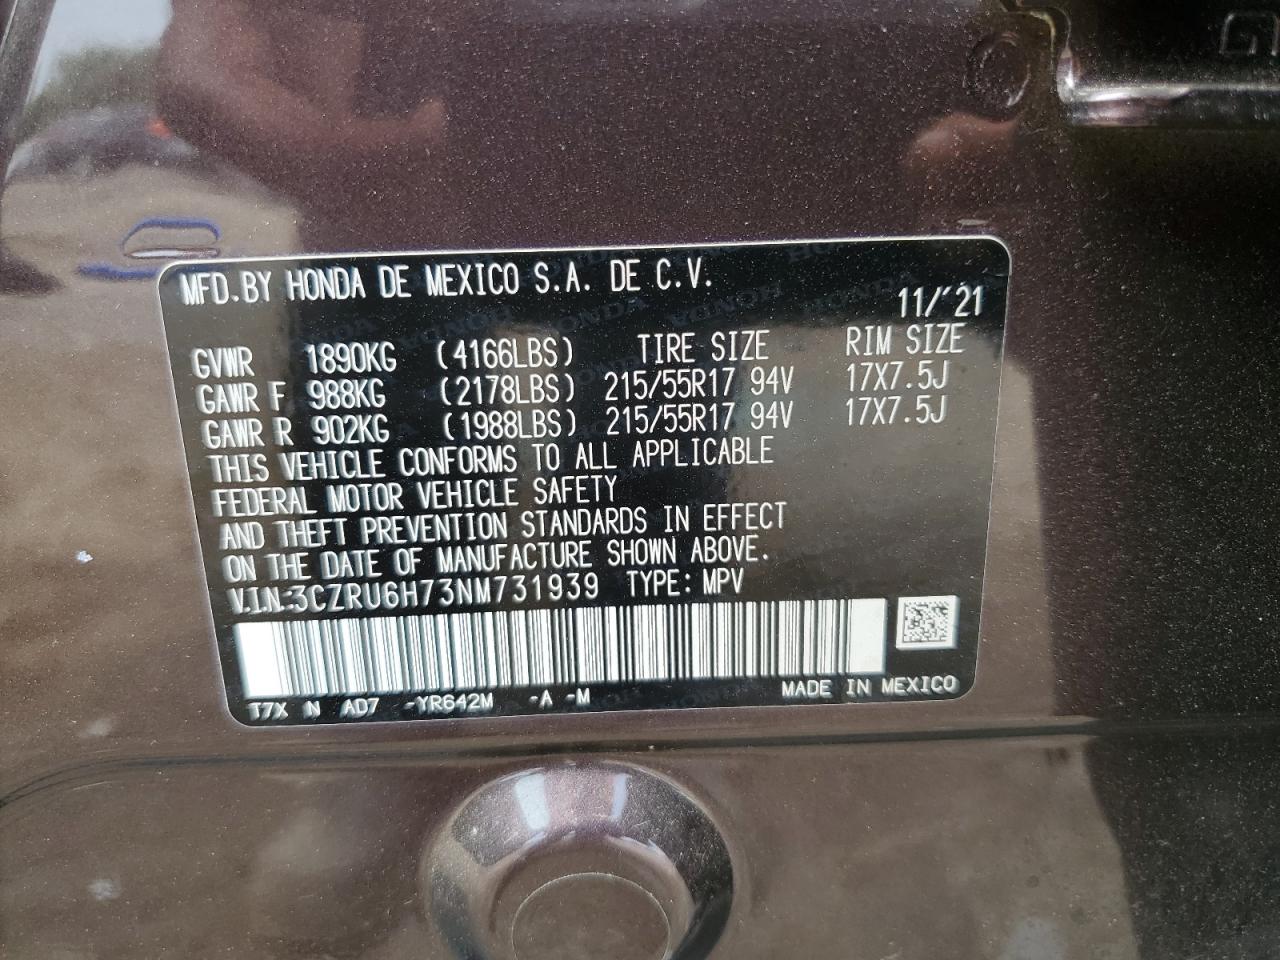 MFD.BY HONDA DE MEXICO S.A. DE C.V.
11/'21
GVWR 1890KG (4166LBS) TIRE SIZE RIM SIZE
GAWR F 988KG (2178LBS) 215/55R17 94V 17X7.5J
GAWR R 902KG (1988LBS) 215/55R17 94V 17X7.5J
THIS VEHICLE CONFORMS TO ALL APPLICABLE
FEDERAL MOTOR VEHICLE SAFETY
AND THEFT PREVENTION STANDARDS IN EFFECT
ON THE DATE OF MANUFACTURE SHOWN ABOVE.
V.I.N:3CZRU6H73NM731939 TYPE: MPV
T7X N AD7 -YR642M -A -M MADE IN MEXICO